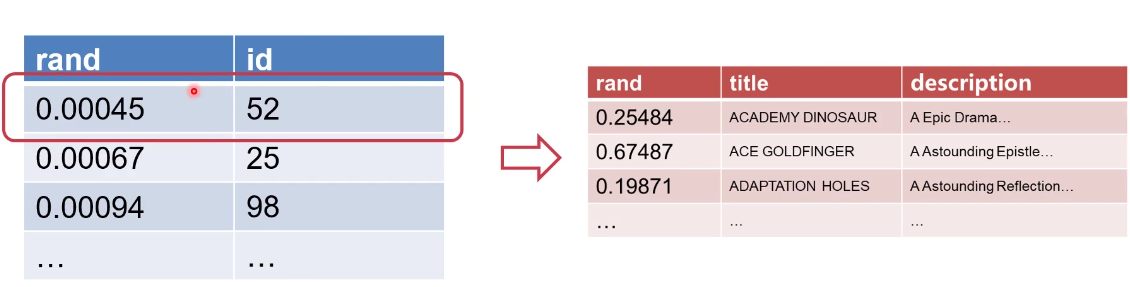 rand id
0.00045 52
0.00067 25
0.00094 98
… …
rand title description
0.25484 ACADEMY DINOSAUR A Epic Drama…
0.67487 ACE GOLDFINGER A Astounding Epistle…
0.19871 ADAPTATION HOLES A Astounding Reflection…
… … …